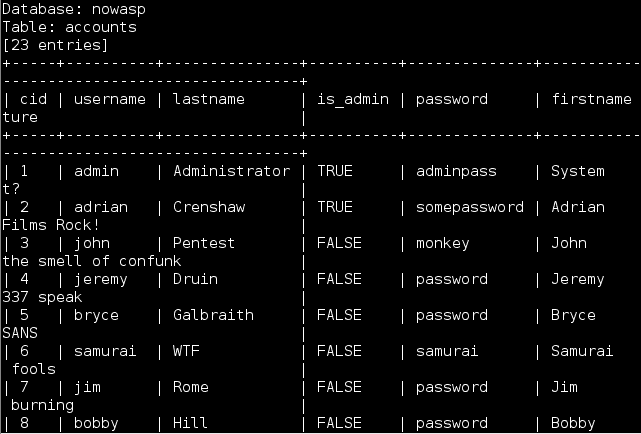 Database: nowasp
Table: accounts
[23 entries]
+-----+----------+---------------+----------+--------------+-----------
------------------------------+
| cid | username | lastname      | is_admin | password     | firstname
ture                          |
+-----+----------+---------------+----------+--------------+-----------
------------------------------+
| 1   | admin    | Administrator | TRUE     | adminpass    | System
t?                            |
| 2   | adrian   | Crenshaw      | TRUE     | somepassword | Adrian
Films Rock!                   |
| 3   | john     | Pentest       | FALSE    | monkey       | John
the smell of confunk          |
| 4   | jeremy   | Druin         | FALSE    | password     | Jeremy
337 speak                     |
| 5   | bryce    | Galbraith     | FALSE    | password     | Bryce
SANS                          |
| 6   | samurai  | WTF           | FALSE    | samurai      | Samurai
 fools                        |
| 7   | jim      | Rome          | FALSE    | password     | Jim
 burning                      |
| 8   | bobby    | Hill          | FALSE    | password     | Bobby